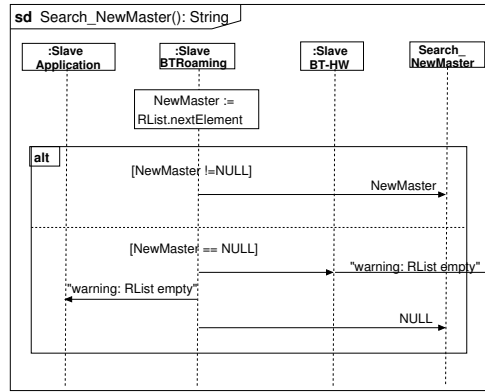 sd Search_NewMaster(): String
:Slave
Application
:Slave
BTRoaming
:Slave
BT-HW
Search_
NewMaster
NewMaster :=
RList.nextElement
alt
[NewMaster !=NULL]
NewMaster
[NewMaster == NULL]
"warning: RList empty"
"warning: RList empty"
NULL